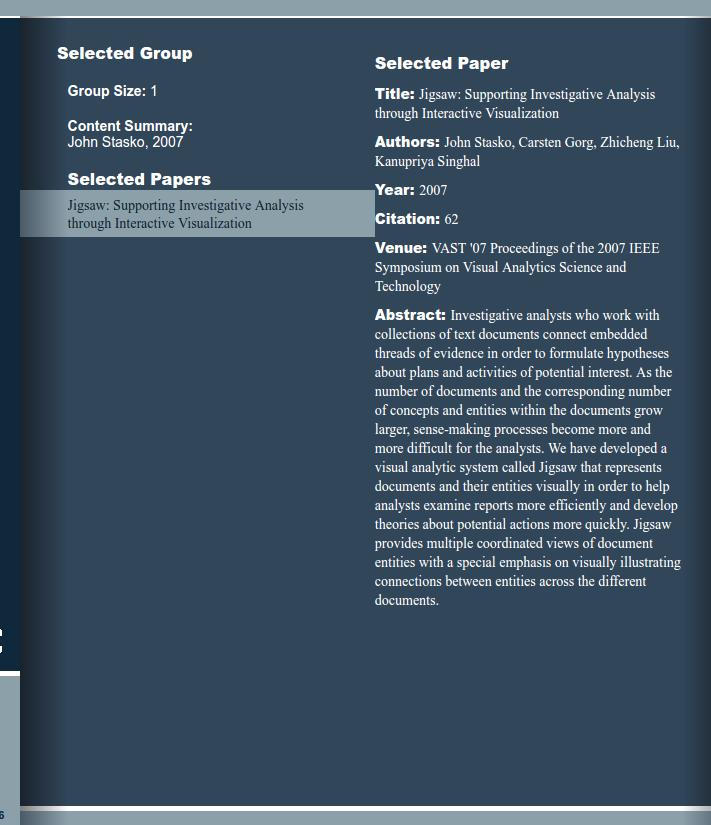 Selected Group
Group Size: 1
Content Summary:
John Stasko, 2007
Selected Papers
Jigsaw: Supporting Investigative Analysis
through Interactive Visualization
Selected Paper
Title: Jigsaw: Supporting Investigative Analysis
through Interactive Visualization
Authors: John Stasko, Carsten Gorg, Zhicheng Liu,
Kanupriya Singhal
Year: 2007
Citation: 62
Venue: VAST '07 Proceedings of the 2007 IEEE
Symposium on Visual Analytics Science and
Technology
Abstract: Investigative analysts who work with
collections of text documents connect embedded
threads of evidence in order to formulate hypotheses
about plans and activities of potential interest. As the
number of documents and the corresponding number
of concepts and entities within the documents grow
larger, sense-making processes become more and
more difficult for the analysts. We have developed a
visual analytic system called Jigsaw that represents
documents and their entities visually in order to help
analysts examine reports more efficiently and develop
theories about potential actions more quickly. Jigsaw
provides multiple coordinated views of document
entities with a special emphasis on visually illustrating
connections between entities across the different
documents.
6